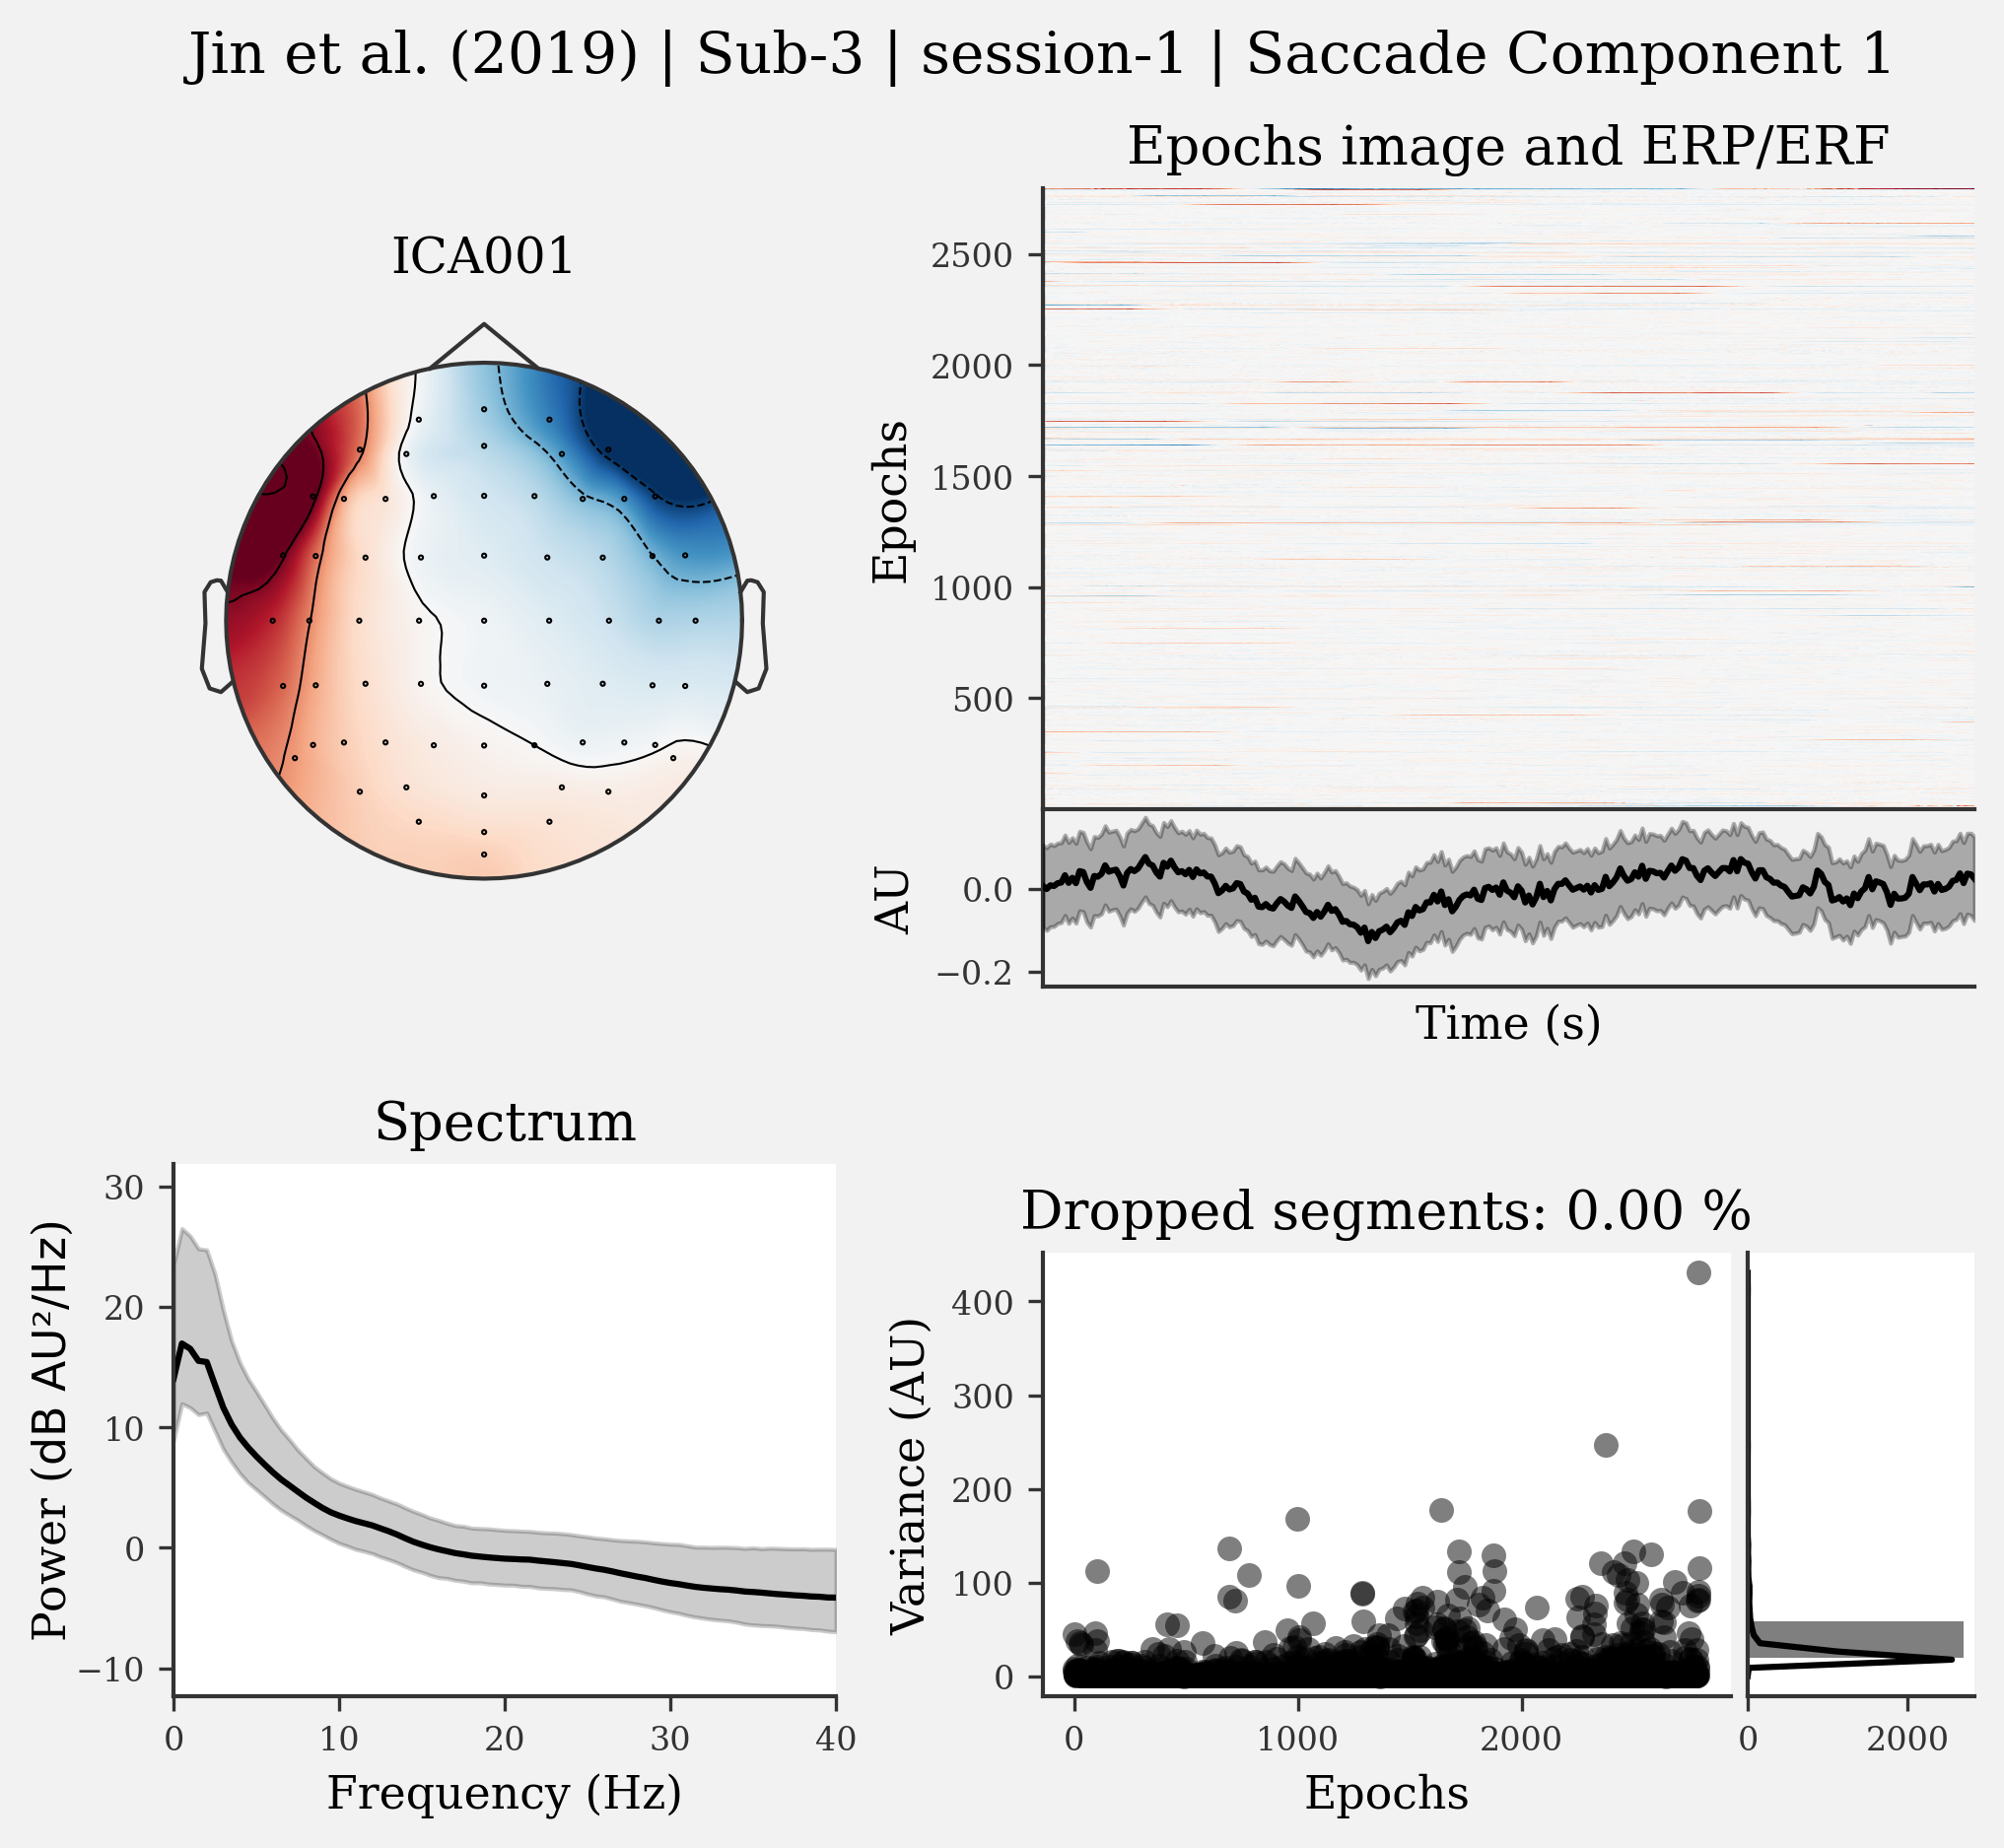 Jin et al. (2019) | Sub-3 | session-1 | Saccade Component 1
ICA001
Epochs image and ERP/ERF
Epochs
2500
2000
1500
1000
500
AU
0.0
−0.2
Time (s)
Spectrum
Power (dB AU²/Hz)
30
20
10
0
−10
0 10 20 30 40
Frequency (Hz)
Dropped segments: 0.00 %
Variance (AU)
400
300
200
100
0
0 1000 2000
0 2000
Epochs